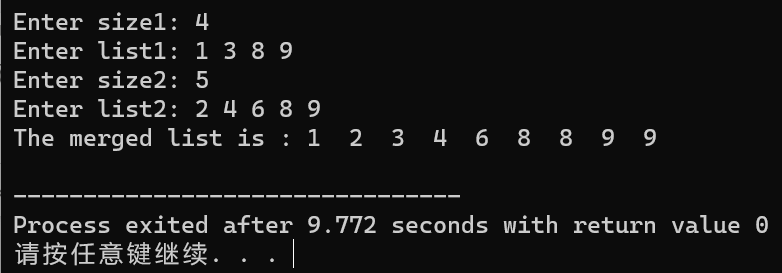 Enter size1: 4
Enter list1: 1 3 8 9
Enter size2: 5
Enter list2: 2 4 6 8 9
The merged list is : 1  2  3  4  6  8  8  9  9
--------------------------------
Process exited after 9.772 seconds with return value 0
请按任意键继续. . .